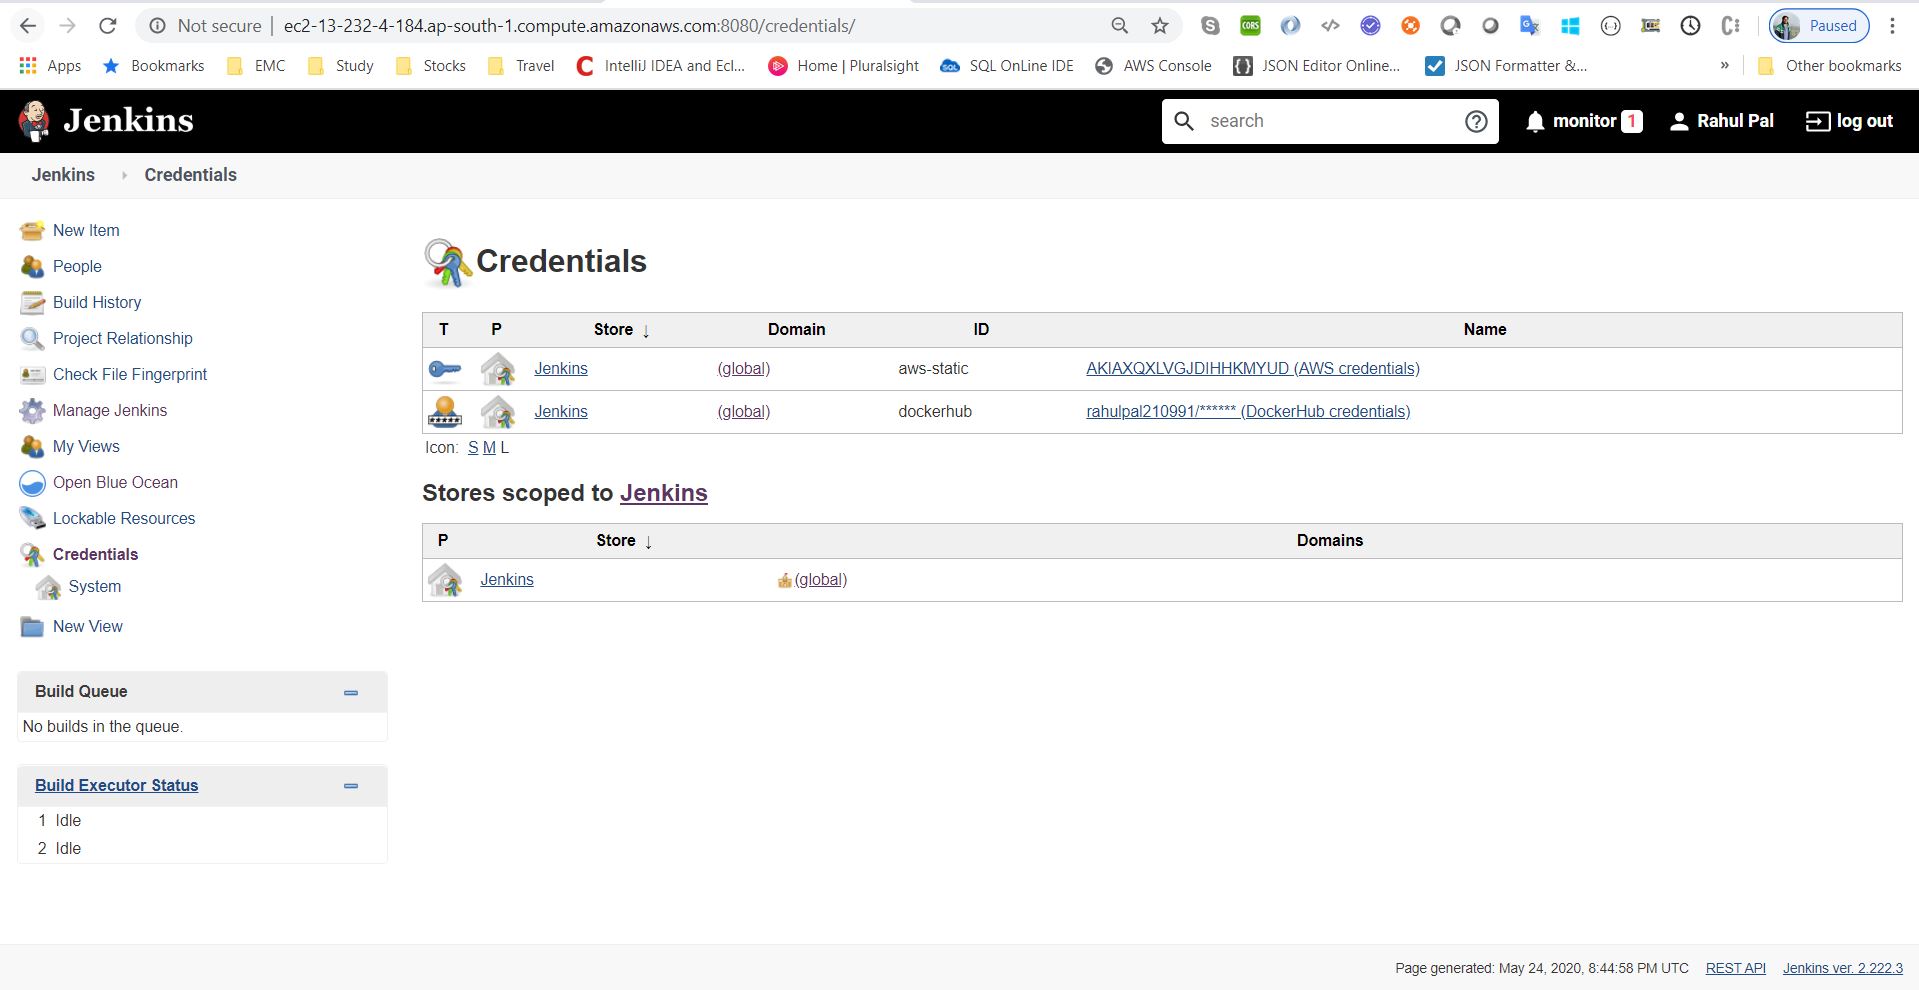 Not secure | ec2-13-232-4-184.ap-south-1.compute.amazonaws.com:8080/credentials/
CORS
Paused
Apps Bookmarks EMC Study Stocks Travel IntelliJ IDEA and Ecl... Home | Pluralsight SQL OnLine IDE AWS Console JSON Editor Online... JSON Formatter &... » Other bookmarks
Jenkins
search
monitor 1 Rahul Pal log out
Jenkins Credentials
New Item
People
Build History
Project Relationship
Check File Fingerprint
Manage Jenkins
My Views
Open Blue Ocean
Lockable Resources
Credentials
System
New View
Build Queue
No builds in the queue.
Build Executor Status
1 Idle
2 Idle
Credentials
T P Store ↓ Domain ID Name
Jenkins (global) aws-static AKIAXQXLVGJDIHHKMYUD (AWS credentials)
Jenkins (global) dockerhub rahulpal210991/****** (DockerHub credentials)
Icon: S M L
Stores scoped to Jenkins
P Store ↓ Domains
Jenkins (global)
Page generated: May 24, 2020, 8:44:58 PM UTC REST API Jenkins ver. 2.222.3